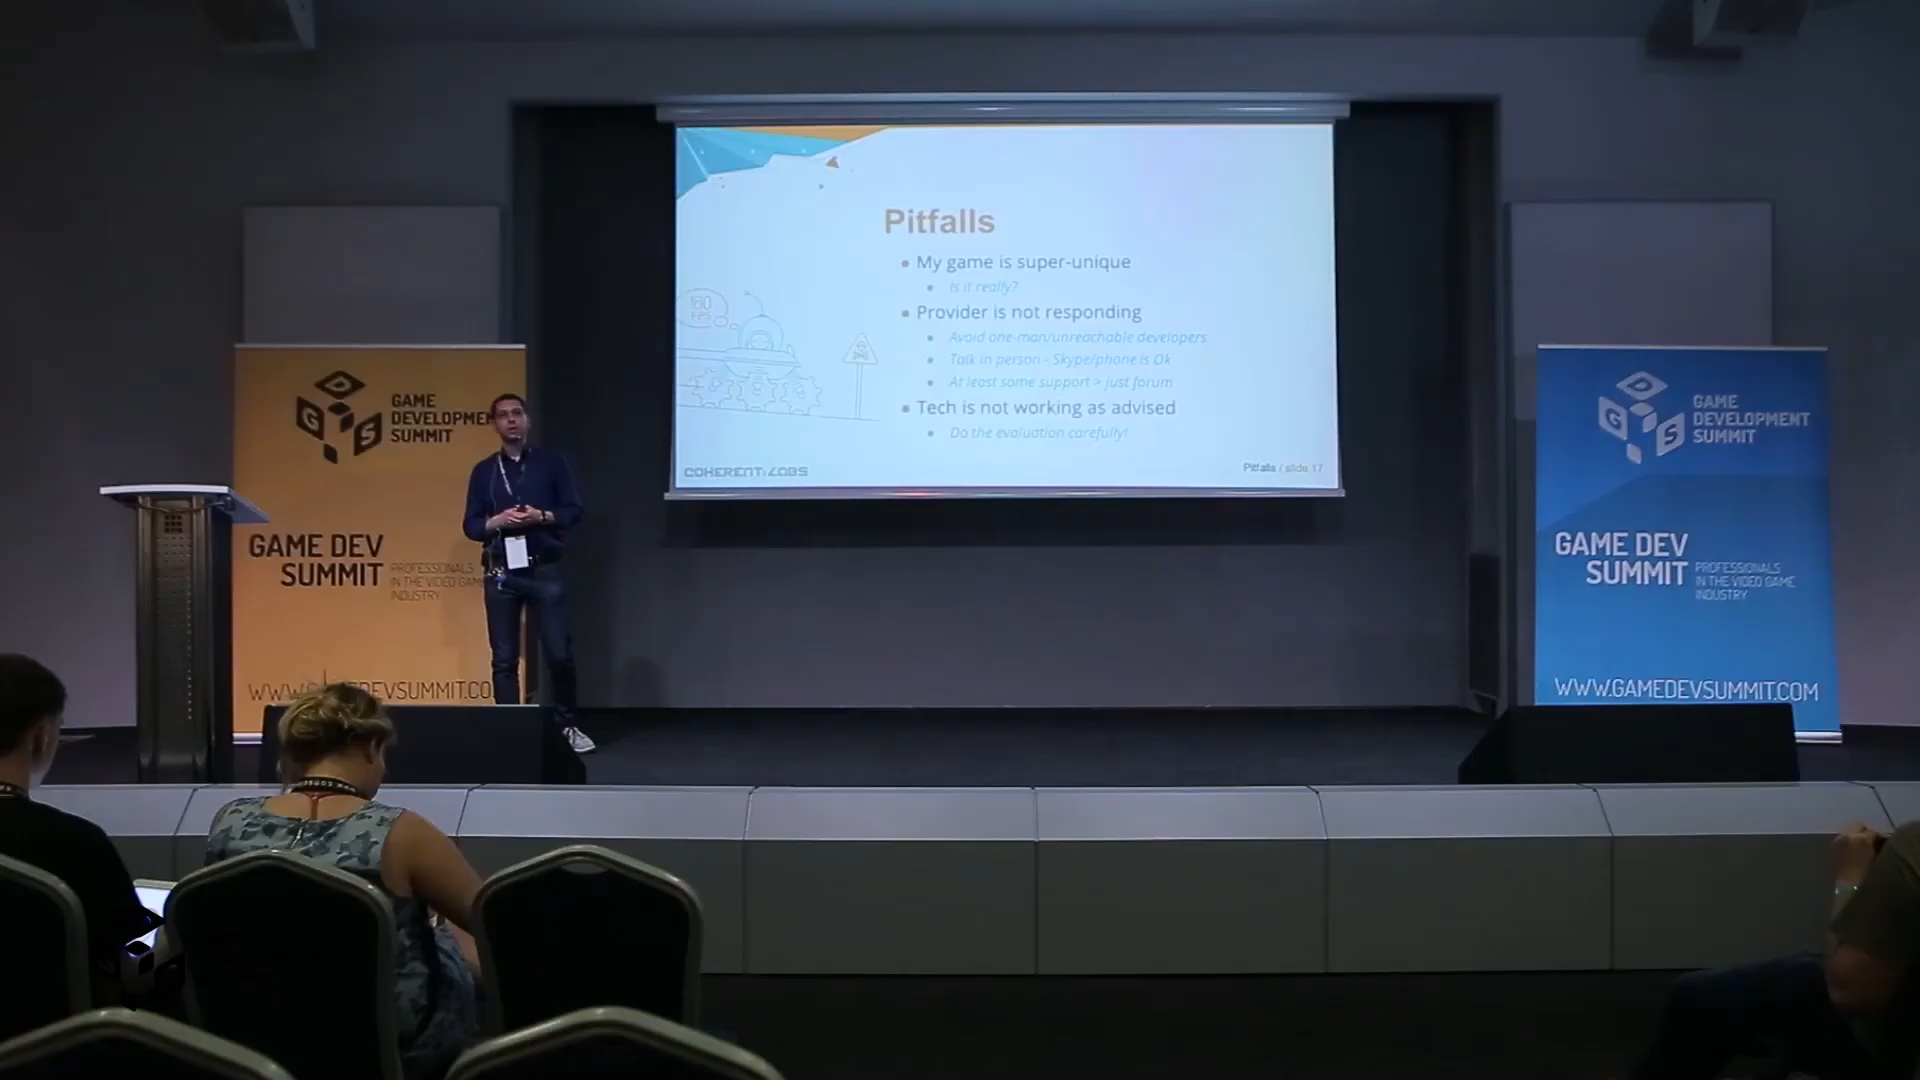 Pitfalls
My game is super-unique
Is it really?
Provider is not responding
Avoid one-man/unreachable developers
Talk in person - Skype/phone is Ok
At least some support > just forum
Tech is not working as advised
Do the evaluation carefully!
COHERENT LABS
Pitfalls / slide 17
160
FPS
G D S
GAME
DEVELOPMENT
SUMMIT
GAME DEV
SUMMIT
PROFESSIONALS
IN THE VIDEO GAME
INDUSTRY
G D S
GAME
DEVELOPMENT
SUMMIT
GAME DEV
SUMMIT
PROFESSIONALS
IN THE VIDEO GAME
INDUSTRY
WWW.GAMEDEVSUMMIT.COM